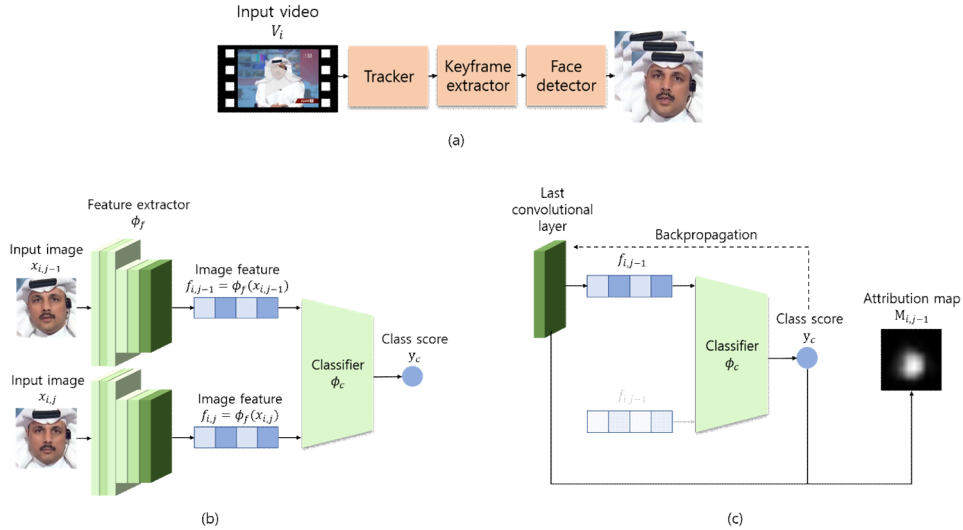 Input video
V_i
Tracker
Keyframe
extractor
Face
detector
(a)
Feature extractor
ϕ_f
Input image
x_{i,j−1}
Image feature
f_{i,j−1} = ϕ_f(x_{i,j−1})
Classifier
ϕ_c
Class score
y_c
Input image
x_{i,j}
Image feature
f_{i,j} = ϕ_f(x_{i,j})
(b)
Last
convolutional
layer
Backpropagation
f_{i,j−1}
Classifier
ϕ_c
Class score
y_c
Attribution map
M_{i,j−1}
f_{i,j−1}
(c)